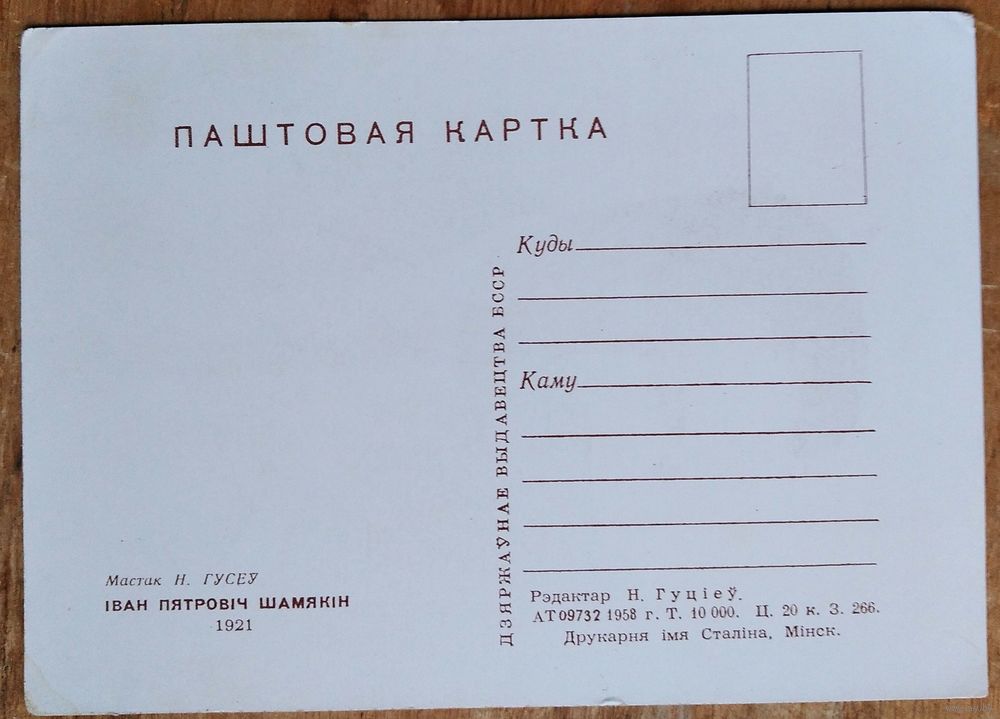 ПАШТОВАЯ КАРТКА
Куды
Каму
ДЗЯРЖАЎНАЕ ВЫДАВЕЦТВА БССР
Мастак Н. ГУСЕЎ
ІВАН ПЯТРОВІЧ ШАМЯКІН
1921
Рэдактар Н. Гуціеў.
АТ 09732 1958 г. Т. 10 000. Ц. 20 к. З. 266.
Друкарня імя Сталіна, Мінск.